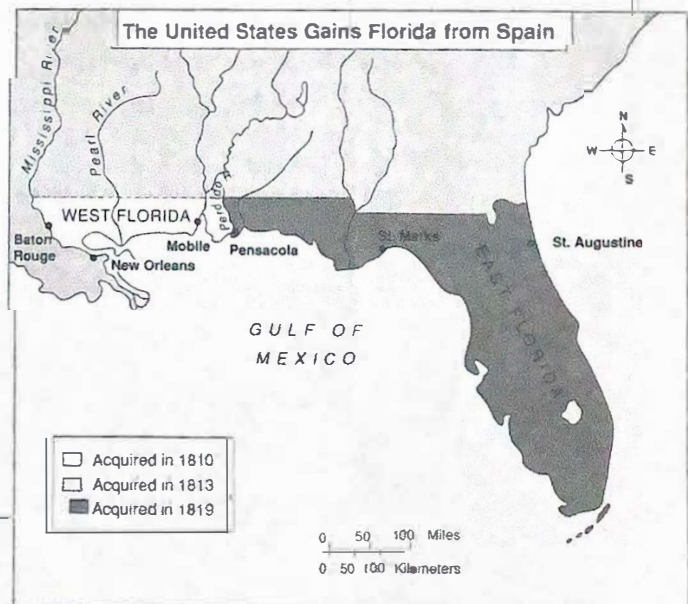 The United States Gains Florida from Spain
Mississippi River
Pearl River
Perdido R.
N
W E
S
WEST FLORIDA
Baton
Rouge
New Orleans
Mobile
Pensacola
St. Marks
St. Augustine
EAST FLORIDA
GULF OF
MEXICO
Acquired in 1810
Acquired in 1813
Acquired in 1819
0 50 100 Miles
0 50 100 Kilometers